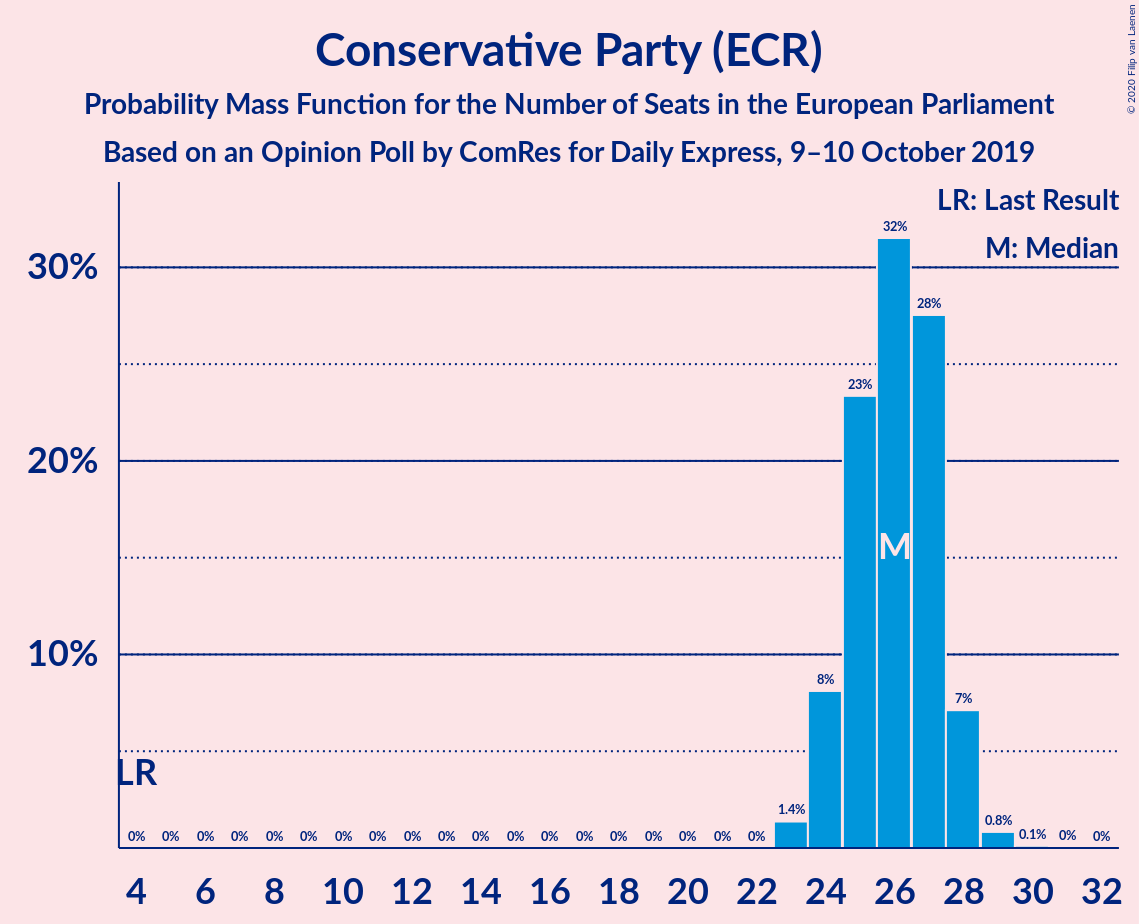 Conservative Party (ECR)
Probability Mass Function for the Number of Seats in the European Parliament
Based on an Opinion Poll by ComRes for Daily Express, 9–10 October 2019
© 2020 Filip van Laenen
LR: Last Result
M: Median
30%
20%
10%
LR
M
0% 0% 0% 0% 0% 0% 0% 0% 0% 0% 0% 0% 0% 0% 0% 0% 0% 0% 0% 1.4% 8% 23% 32% 28% 7% 0.8% 0.1% 0% 0%
4 6 8 10 12 14 16 18 20 22 24 26 28 30 32